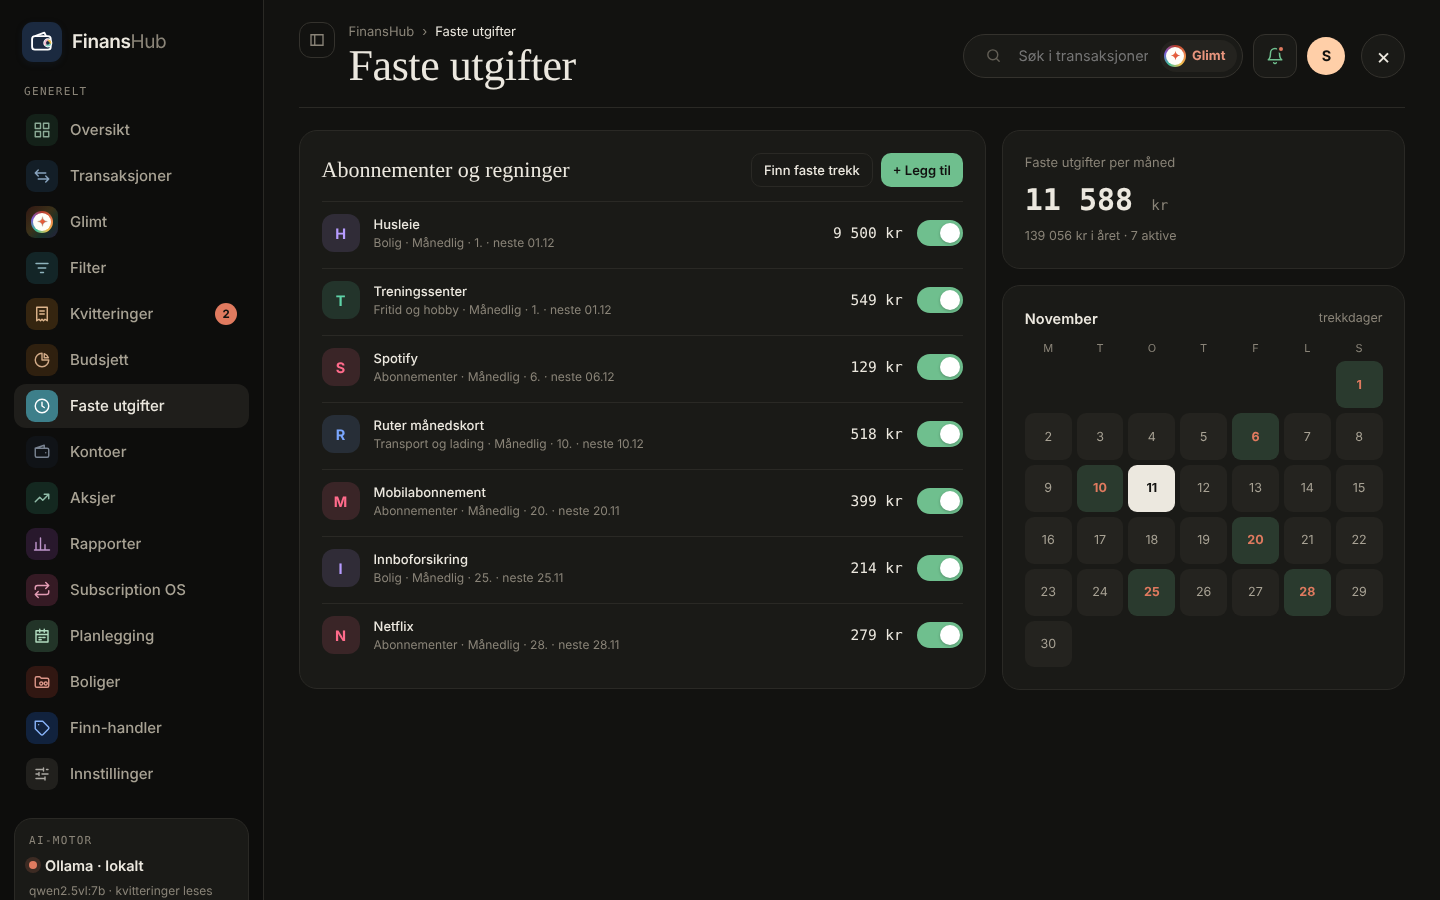 FinansHub
GENERELT
Oversikt
Transaksjoner
Glimt
Filter
Kvitteringer 2
Budsjett
Faste utgifter
Kontoer
Aksjer
Rapporter
Subscription OS
Planlegging
Boliger
Finn-handler
Innstillinger
AI-MOTOR
Ollama · lokalt
qwen2.5vl:7b · kvitteringer leses
FinansHub › Faste utgifter
Faste utgifter
Søk i transaksjoner Glimt
S
×
Abonnementer og regninger
Finn faste trekk
+ Legg til
H Husleie 9 500 kr
Bolig · Månedlig · 1. · neste 01.12
T Treningssenter 549 kr
Fritid og hobby · Månedlig · 1. · neste 01.12
S Spotify 129 kr
Abonnementer · Månedlig · 6. · neste 06.12
R Ruter månedskort 518 kr
Transport og lading · Månedlig · 10. · neste 10.12
M Mobilabonnement 399 kr
Abonnementer · Månedlig · 20. · neste 20.11
I Innboforsikring 214 kr
Bolig · Månedlig · 25. · neste 25.11
N Netflix 279 kr
Abonnementer · Månedlig · 28. · neste 28.11
Faste utgifter per måned
11 588 kr
139 056 kr i året · 7 aktive
November trekkdager
M T O T F L S
1
2 3 4 5 6 7 8
9 10 11 12 13 14 15
16 17 18 19 20 21 22
23 24 25 26 27 28 29
30